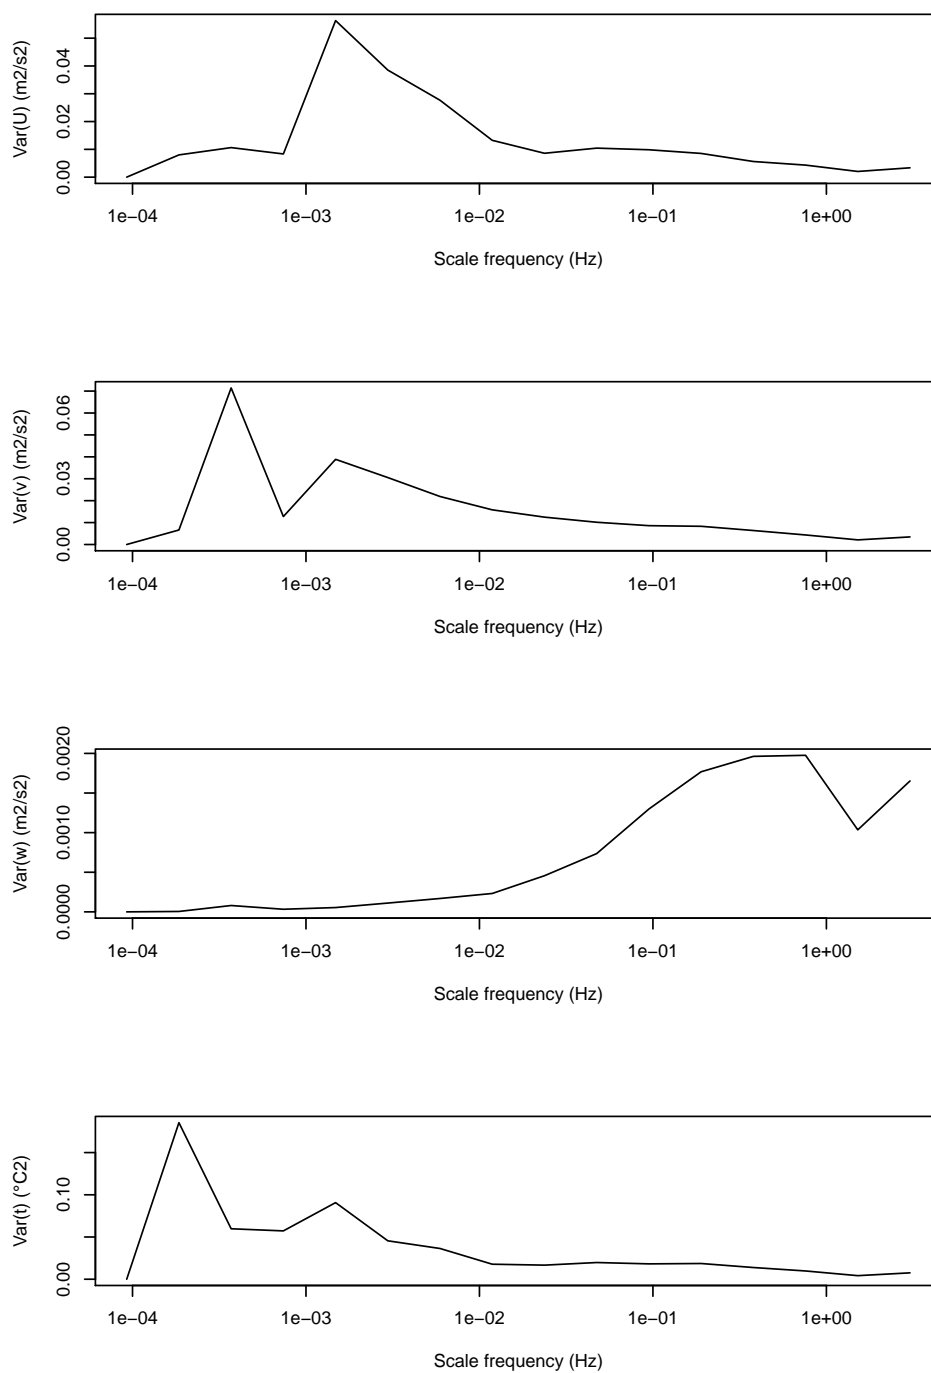 Var(U) (m2/s2)
0.04
0.02
0.00
1e−04 1e−03 1e−02 1e−01 1e+00
Scale frequency (Hz)
Var(v) (m2/s2)
0.06
0.03
0.00
1e−04 1e−03 1e−02 1e−01 1e+00
Scale frequency (Hz)
Var(w) (m2/s2)
0.0020
0.0010
0.0000
1e−04 1e−03 1e−02 1e−01 1e+00
Scale frequency (Hz)
Var(t) (°C2)
0.10
0.00
1e−04 1e−03 1e−02 1e−01 1e+00
Scale frequency (Hz)